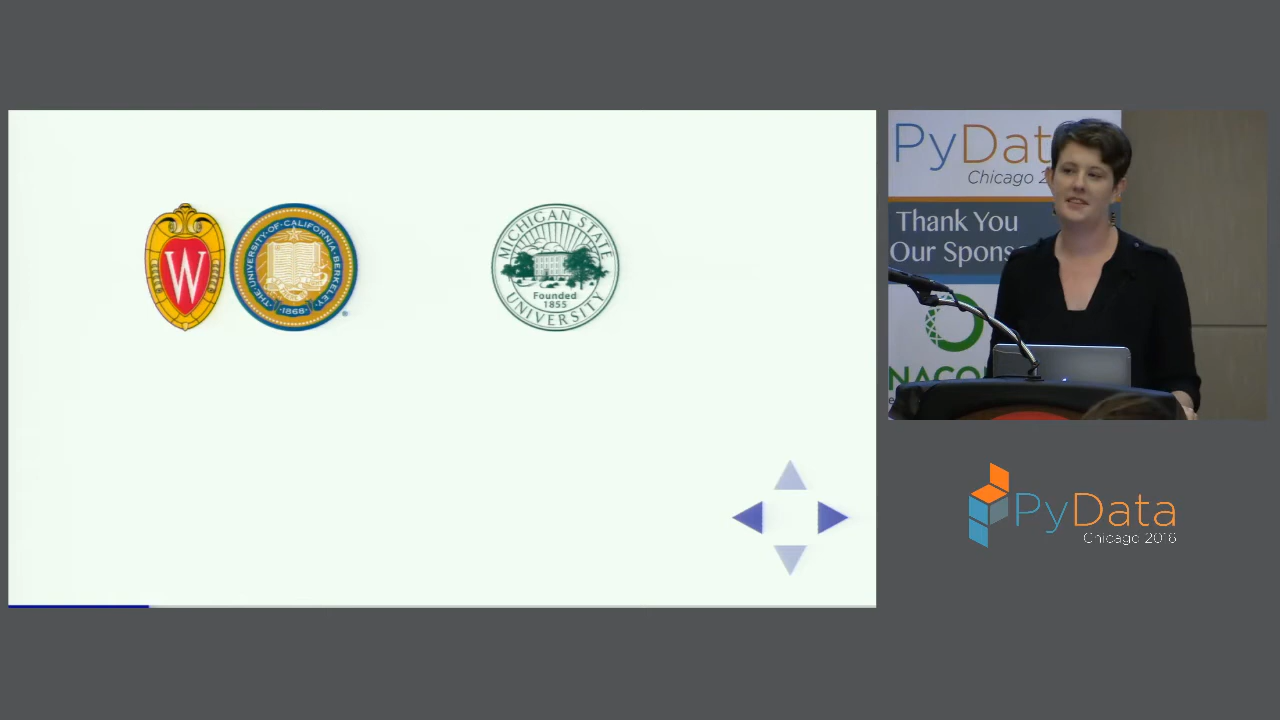 W
THE·UNIVERSITY·OF·CALIFORNIA·BERKELEY·
·1868·
MICHIGAN STATE
UNIVERSITY
Founded
1855
PyDat
Chicago 2
Thank You
Our Spons
NACO
PyData
Chicago 2016